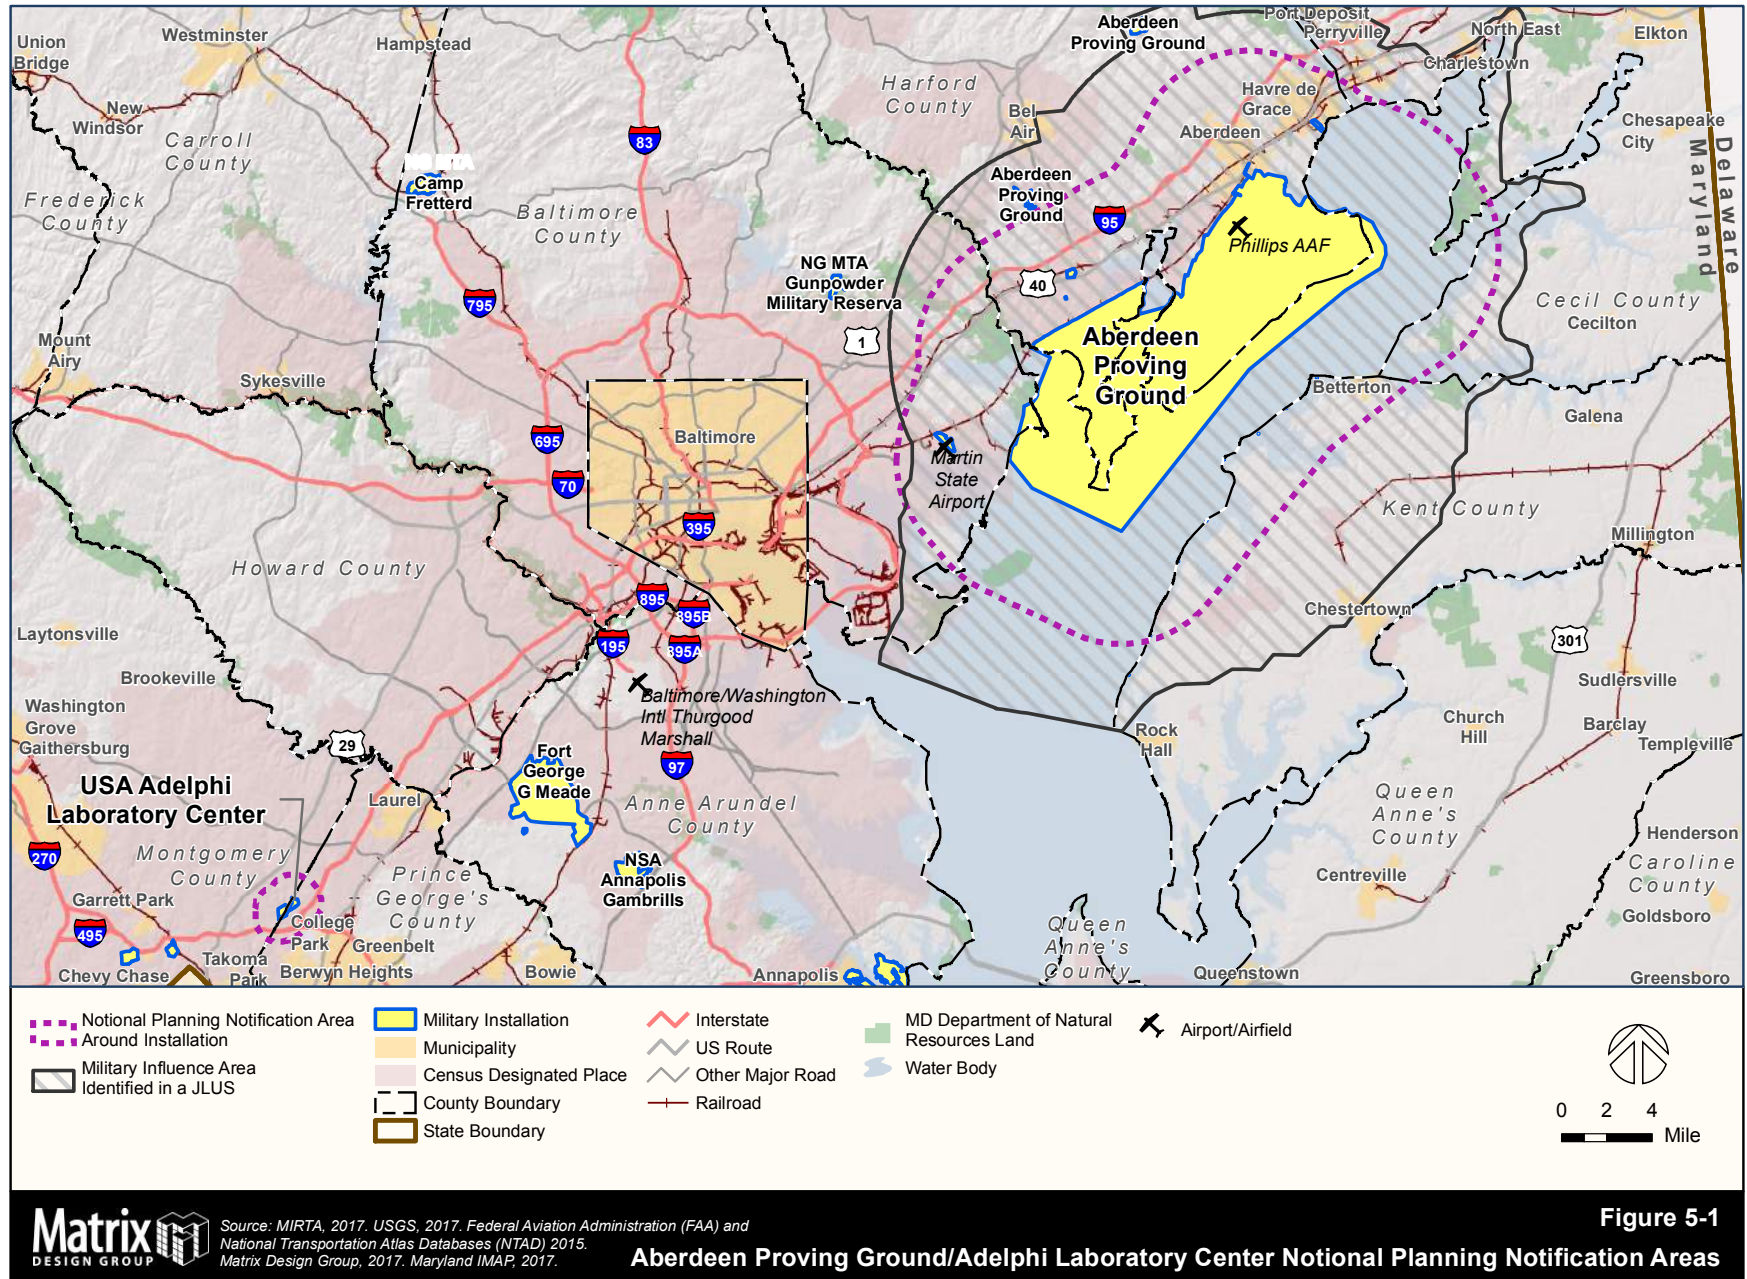 Union
Bridge
Westminster
Hampstead
Aberdeen
Proving Ground
Port Deposit
Perryville
North East
Elkton
Charlestown
New
Windsor
Carroll
County
83
Harford
County
Bel
Air
Havre de
Grace
Aberdeen
Chesapeake
City
Delaware
Maryland
NG MTA
Camp
Fretterd
Frederick
County
Baltimore
County
Aberdeen
Proving
Ground
95
Phillips AAF
NG MTA
Gunpowder
Military Reserva
40
795
1
Cecil County
Cecilton
Mount
Airy
Sykesville
Aberdeen
Proving
Ground
Betterton
Galena
695
Baltimore
70
Martin
State
Airport
395
Kent County
Millington
Howard County
895
895B
195
895A
Chestertown
301
Laytonsville
Brookeville
Baltimore/Washington
Intl Thurgood
Marshall
Sudlersville
Washington
Grove
Gaithersburg
29
Church
Hill
Barclay
Templeville
Rock
Hall
USA Adelphi
Laboratory Center
Fort
George
G Meade
97
Laurel
Anne Arundel
County
Queen
Anne's
County
Henderson
Caroline
County
270
Montgomery
County
Prince
George's
County
NSA
Annapolis
Gambrills
Centreville
Garrett Park
Goldsboro
495
College
Park
Greenbelt
Queen
Anne's
County
Chevy Chase
Takoma
Park
Berwyn Heights
Bowie
Annapolis
Queenstown
Greensboro
Notional Planning Notification Area
Around Installation
Military Influence Area
Identified in a JLUS
Military Installation
Municipality
Census Designated Place
County Boundary
State Boundary
Interstate
US Route
Other Major Road
Railroad
MD Department of Natural
Resources Land
Water Body
Airport/Airfield
0 2 4
Mile
Matrix
DESIGN GROUP
Source: MIRTA, 2017. USGS, 2017. Federal Aviation Administration (FAA) and
National Transportation Atlas Databases (NTAD) 2015.
Matrix Design Group, 2017. Maryland IMAP, 2017.
Figure 5-1
Aberdeen Proving Ground/Adelphi Laboratory Center Notional Planning Notification Areas